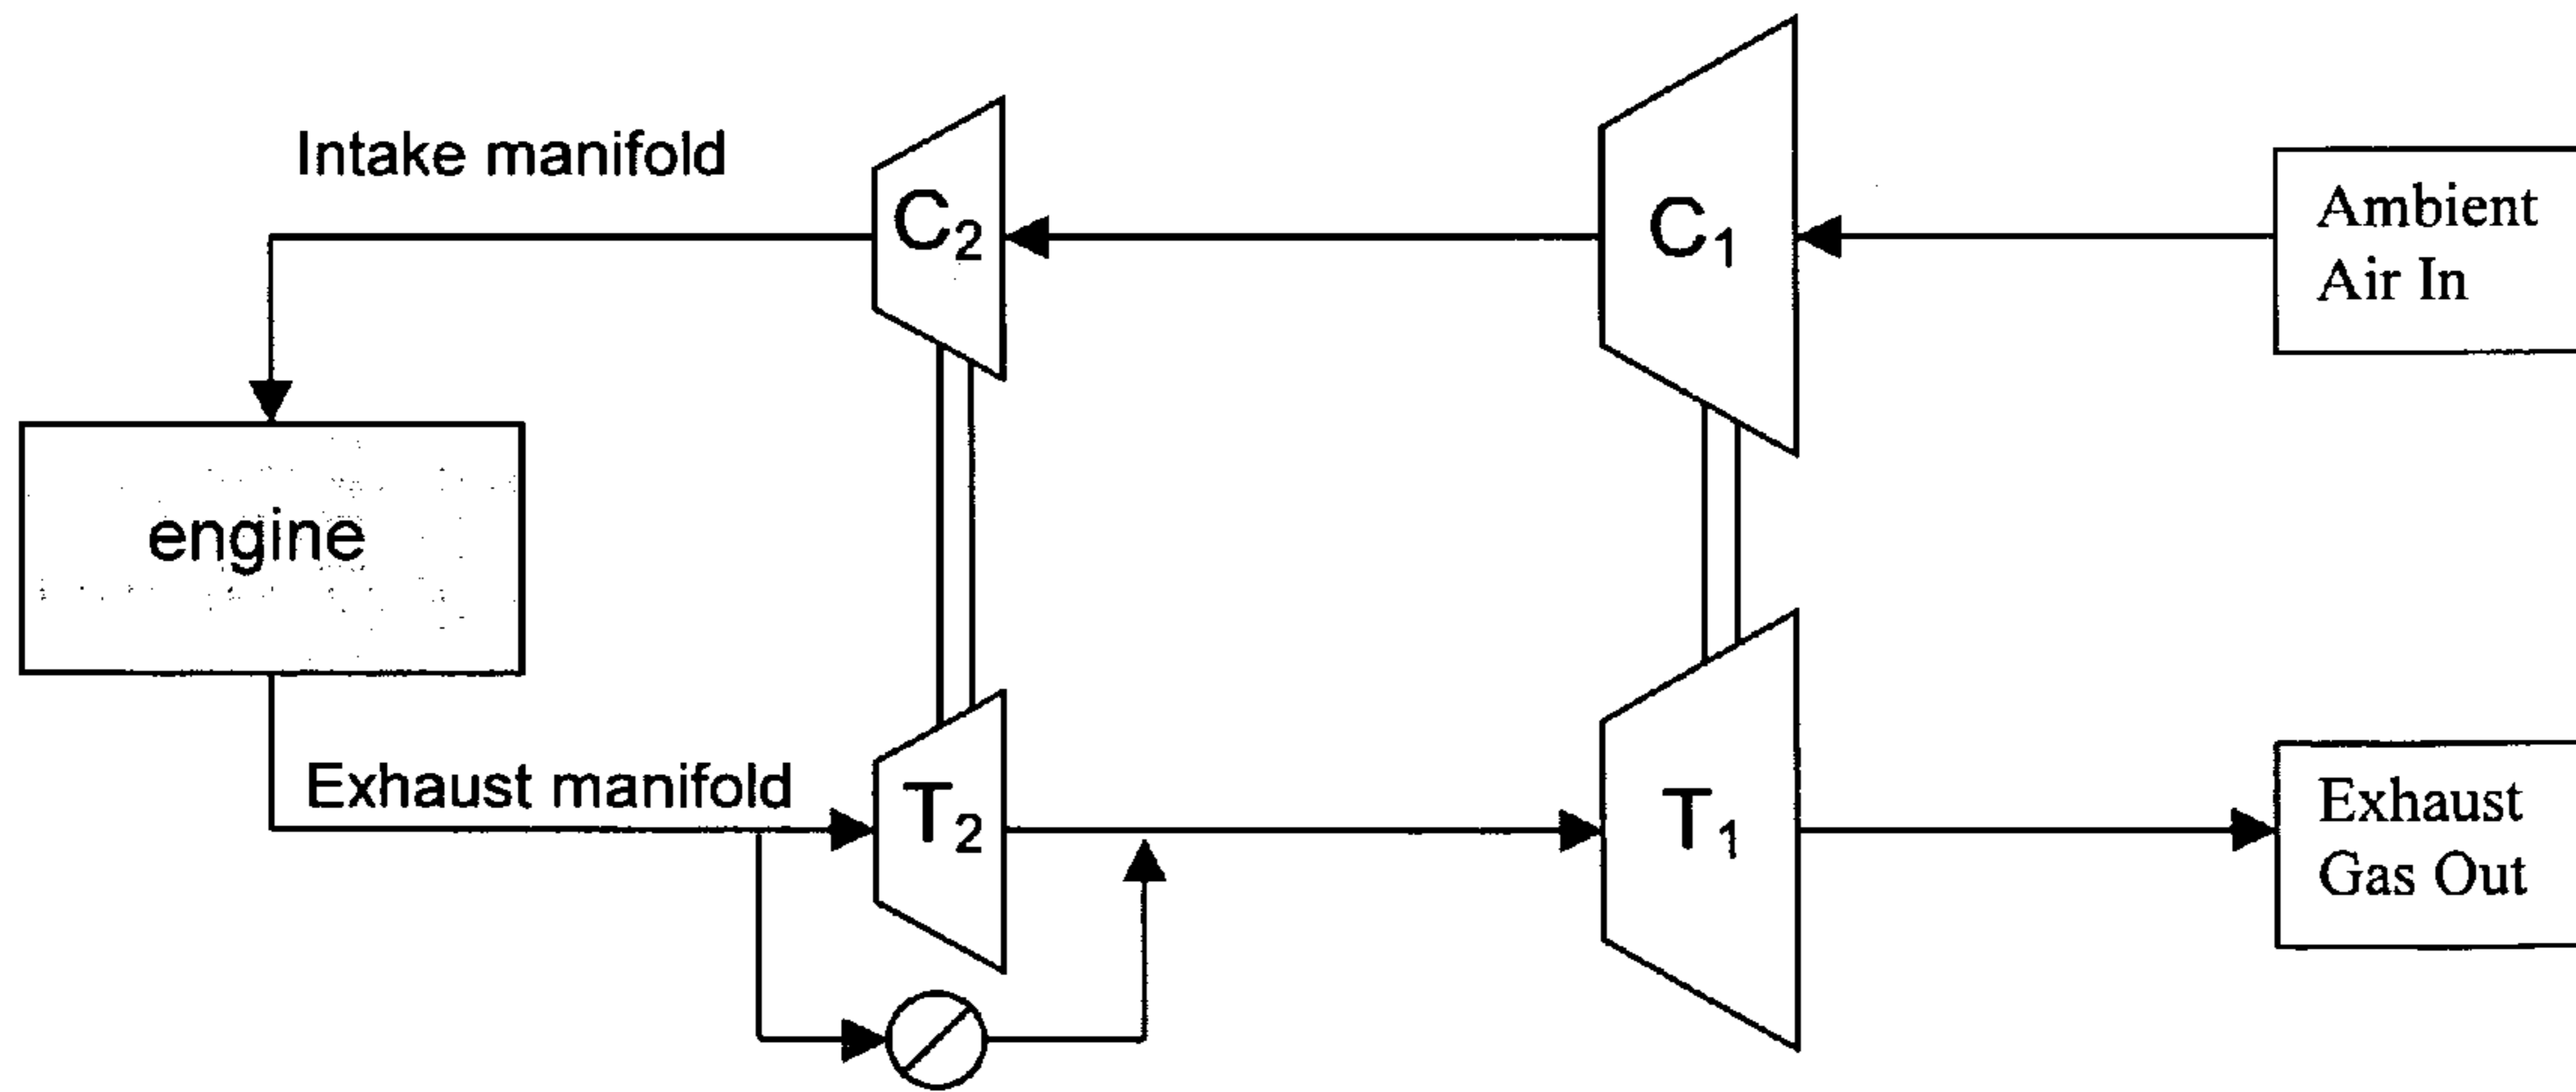 Intake manifold
C₂
C₁
Ambient
Air In
engine
Exhaust manifold
T₂
T₁
Exhaust
Gas Out